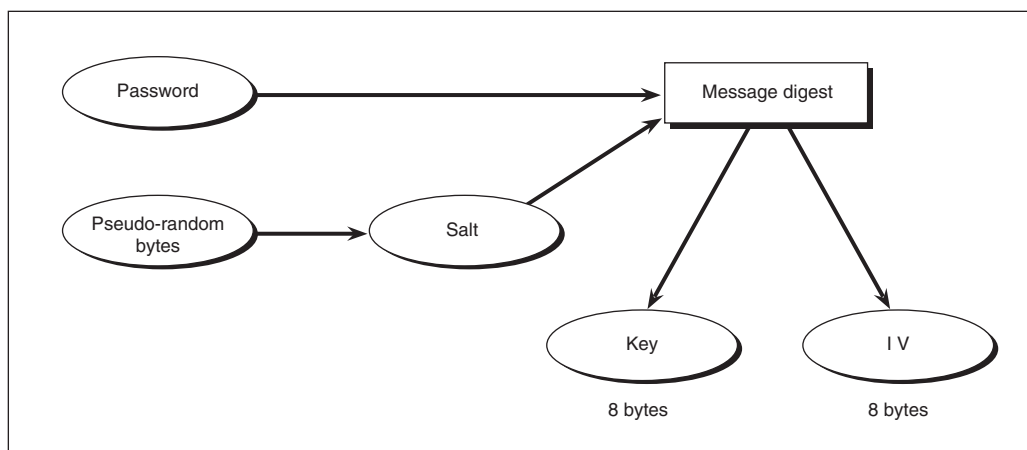 Password
Message digest
Pseudo-random
bytes
Salt
Key
I V
8 bytes
8 bytes